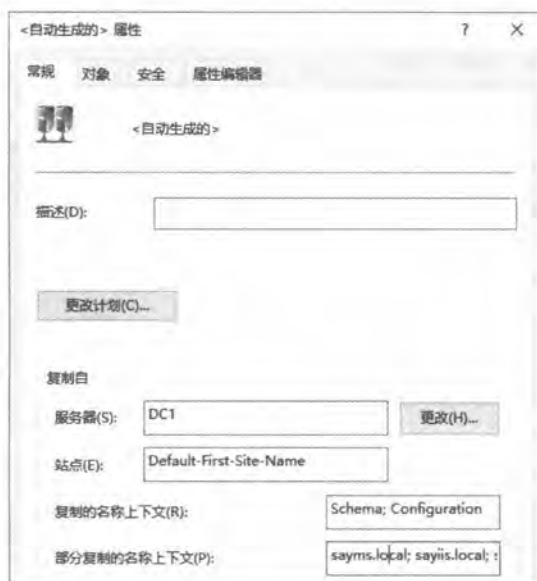 <自动生成的> 属性 ? ×
常规 对象 安全 属性编辑器
<自动生成的>
描述(D):
更改计划(C)...
复制自
服务器(S): DC1 更改(H)...
站点(E): Default-First-Site-Name
复制的名称上下文(R): Schema; Configuration
部分复制的名称上下文(P): sayms.local; sayiis.local;